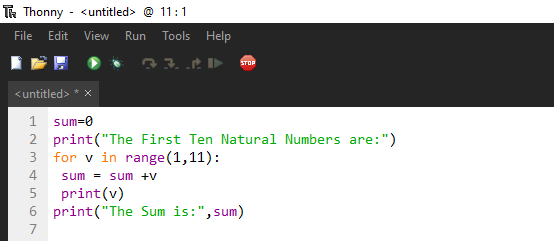 Thonny - <untitled> @ 11:1
File Edit View Run Tools Help
STOP
<untitled> * ×
1 sum=0
2 print("The First Ten Natural Numbers are:")
3 for v in range(1,11):
4  sum = sum +v
5  print(v)
6 print("The Sum is:",sum)
7